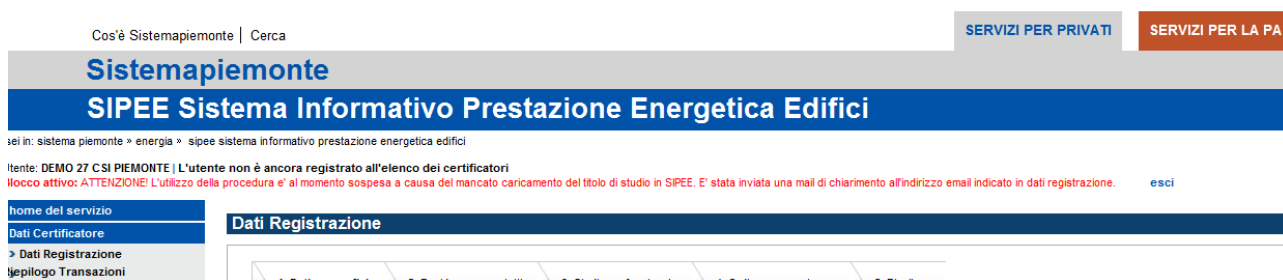 Cos'è Sistemapiemonte | Cerca
SERVIZI PER PRIVATI
SERVIZI PER LA PA
Sistemapiemonte
SIPEE Sistema Informativo Prestazione Energetica Edifici
sei in: sistema piemonte » energia » sipee sistema informativo prestazione energetica edifici
Utente: DEMO 27 CSI PIEMONTE | L'utente non è ancora registrato all'elenco dei certificatori
Blocco attivo: ATTENZIONE! L'utilizzo della procedura e' al momento sospesa a causa del mancato caricamento del titolo di studio in SIPEE. E' stata inviata una mail di chiarimento all'indirizzo email indicato in dati registrazione. esci
home del servizio
Dati Certificatore
> Dati Registrazione
Riepilogo Transazioni
Dati Registrazione